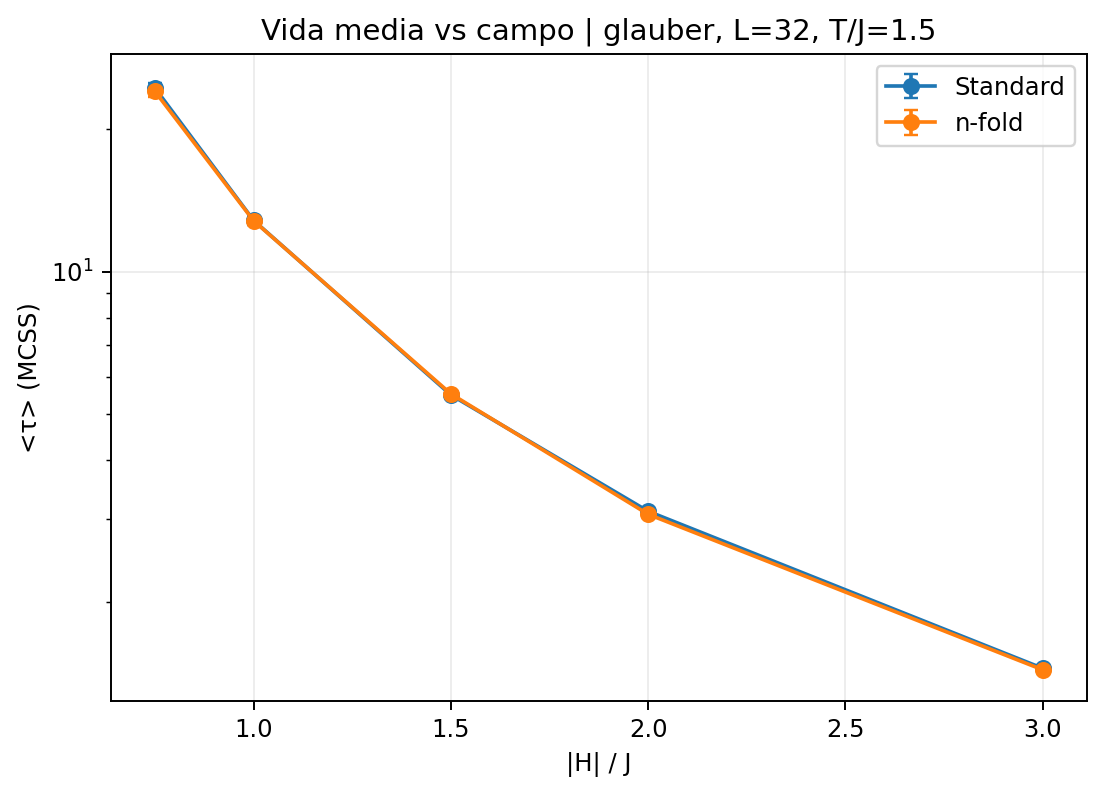 Vida media vs campo | glauber, L=32, T/J=1.5
Standard
n-fold
<τ> (MCSS)
10¹
1.0 1.5 2.0 2.5 3.0
|H| / J